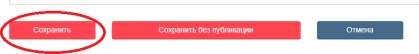 Сохранить
Сохранить без публикации
Отмена